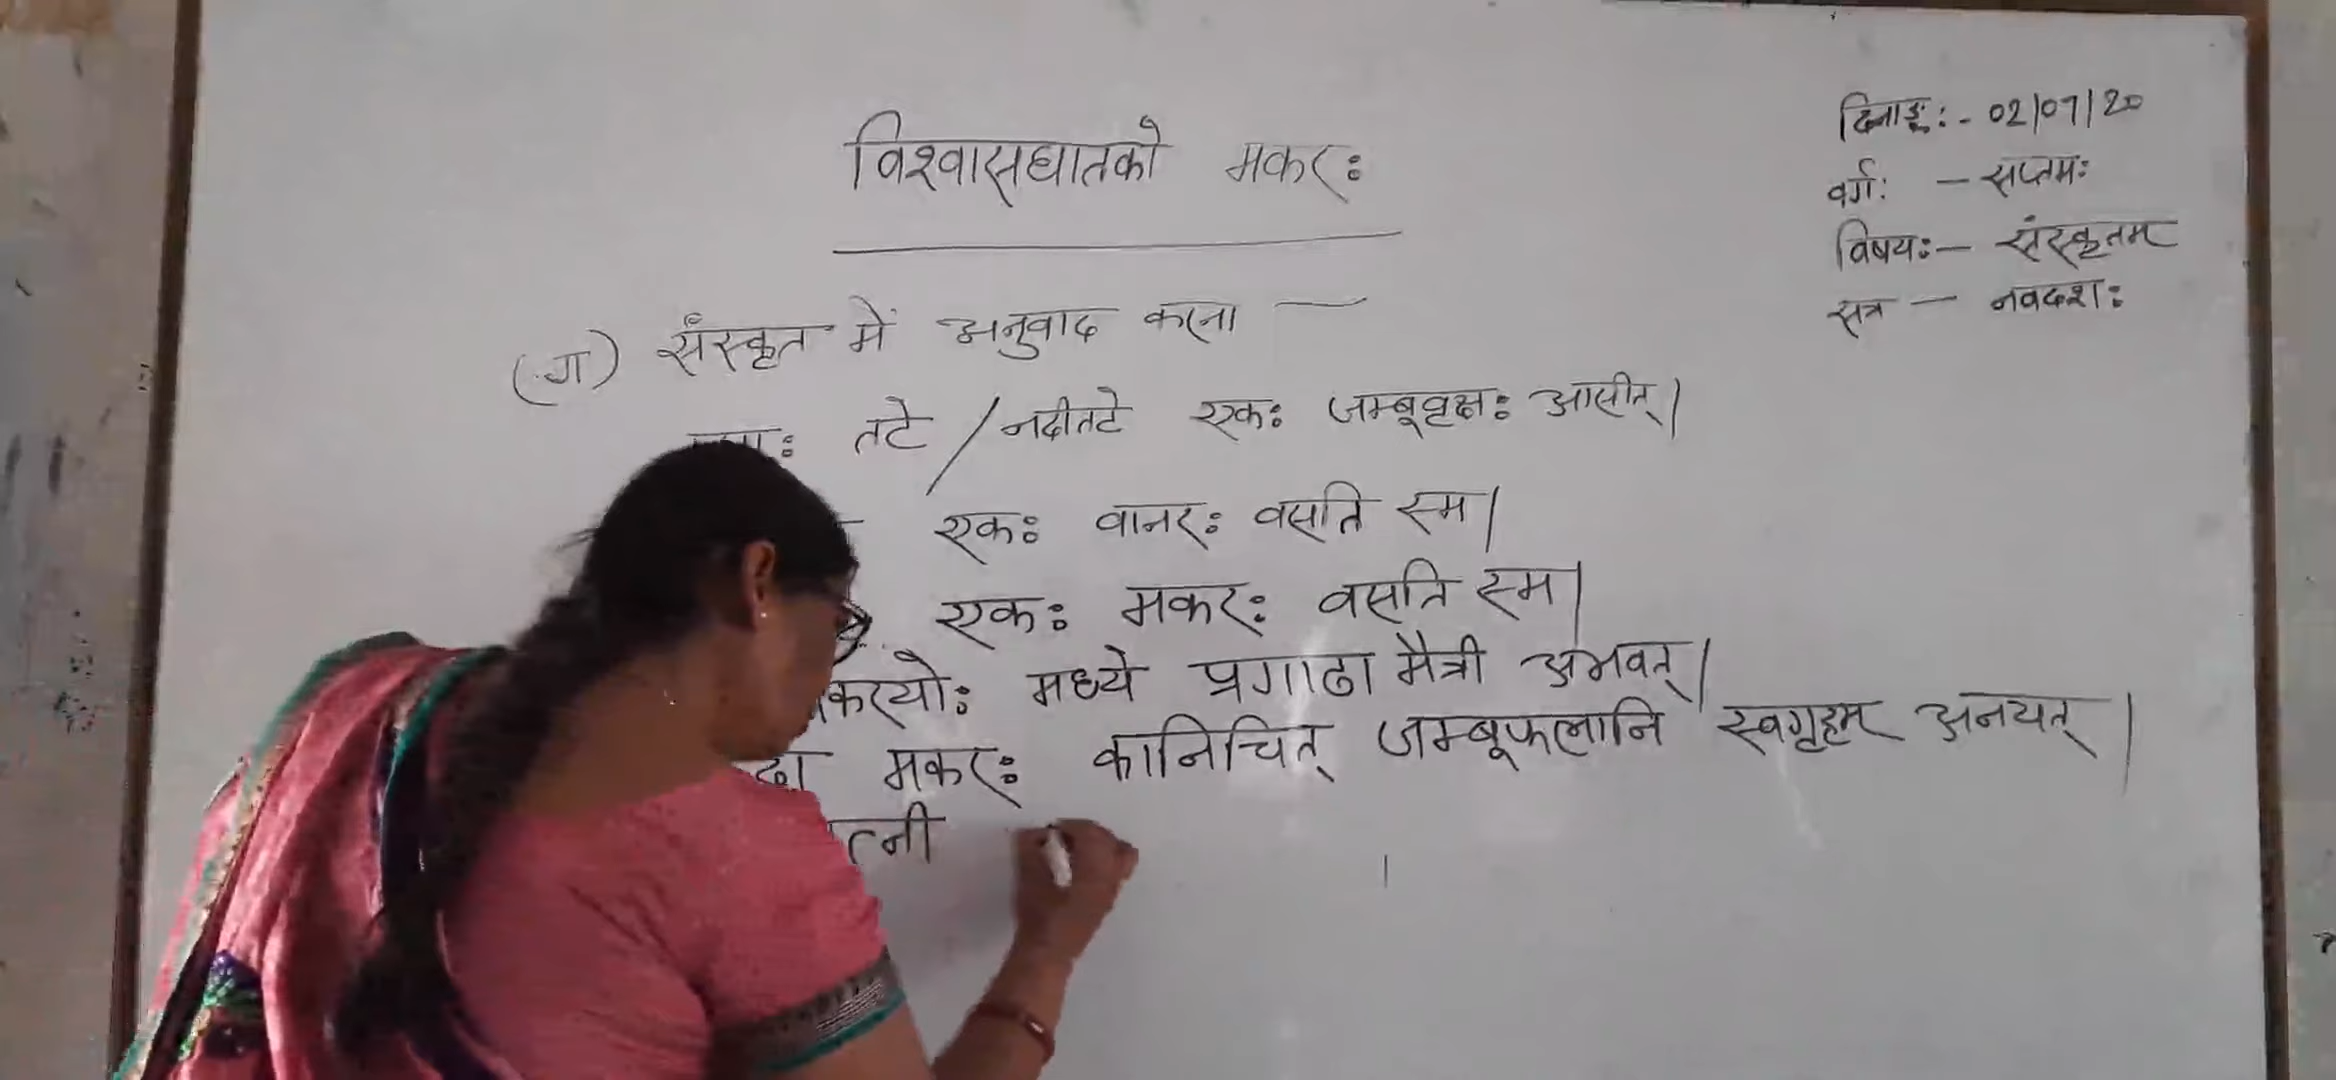 विश्वासघातको मकरः
दिनाङ्कः- 02/07/20
वर्गः - सप्तमः
विषयः- संस्कृतम्
सत्र - नवदशः
(ग) संस्कृत में अनुवाद करना -
तटे / नदीतटे एकः जम्बूवृक्षः आसीत्।
एकः वानरः वसति स्म।
एकः मकरः वसति स्म।
मध्ये प्रगाढा मैत्री अभवत्।
मकरः कानिचित् जम्बूफलानि स्वगृहम् अनयत्।